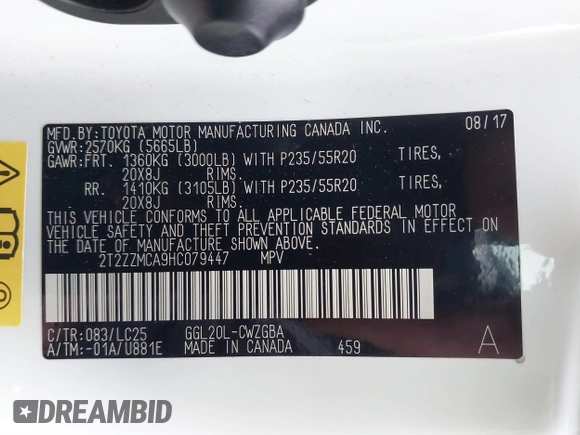 MFD.BY:TOYOTA MOTOR MANUFACTURING CANADA INC. 08/17
GVWR:2570KG (5665LB)
GAWR:FRT. 1360KG (3000LB) WITH P235/55R20 TIRES,
20X8J RIMS.
RR. 1410KG (3105LB) WITH P235/55R20 TIRES,
20X8J RIMS.
THIS VEHICLE CONFORMS TO ALL APPLICABLE FEDERAL MOTOR
VEHICLE SAFETY AND THEFT PREVENTION STANDARDS IN EFFECT ON
THE DATE OF MANUFACTURE SHOWN ABOVE.
2T2ZZMCA9HC079447 MPV
C/TR:083/LC25 GGL20L-CWZGBA
A/TM:-01A/U881E MADE IN CANADA 459 A
DREAMBID